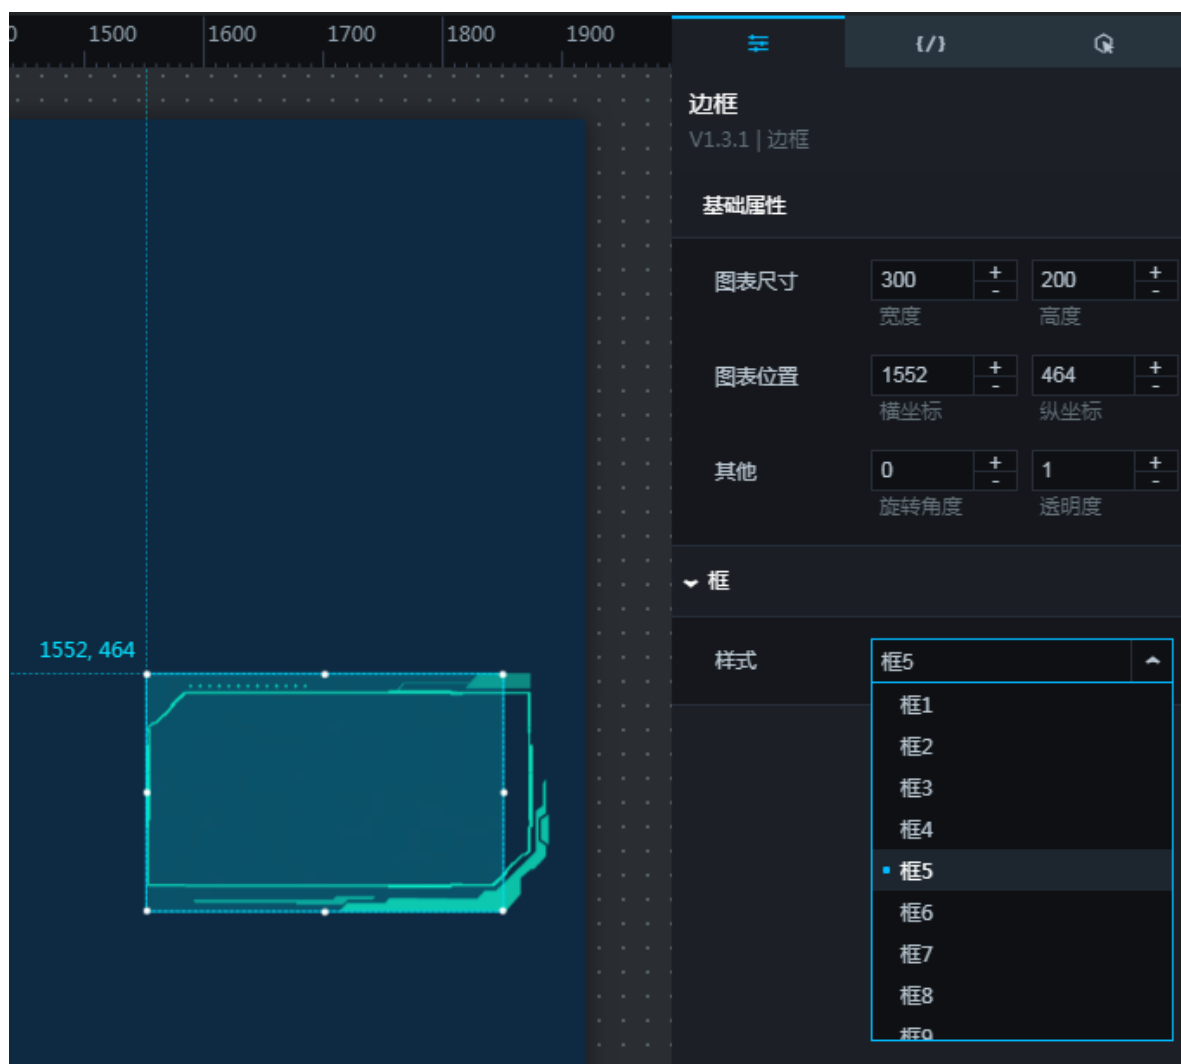 1500 1600 1700 1800 1900
{/}
边框
V1.3.1 | 边框
基础属性
图表尺寸 300 + - 200 + -
宽度 高度
图表位置 1552 + - 464 + -
横坐标 纵坐标
其他 0 + - 1 + -
旋转角度 透明度
框
1552, 464
样式 框5
框1
框2
框3
框4
框5
框6
框7
框8
框9